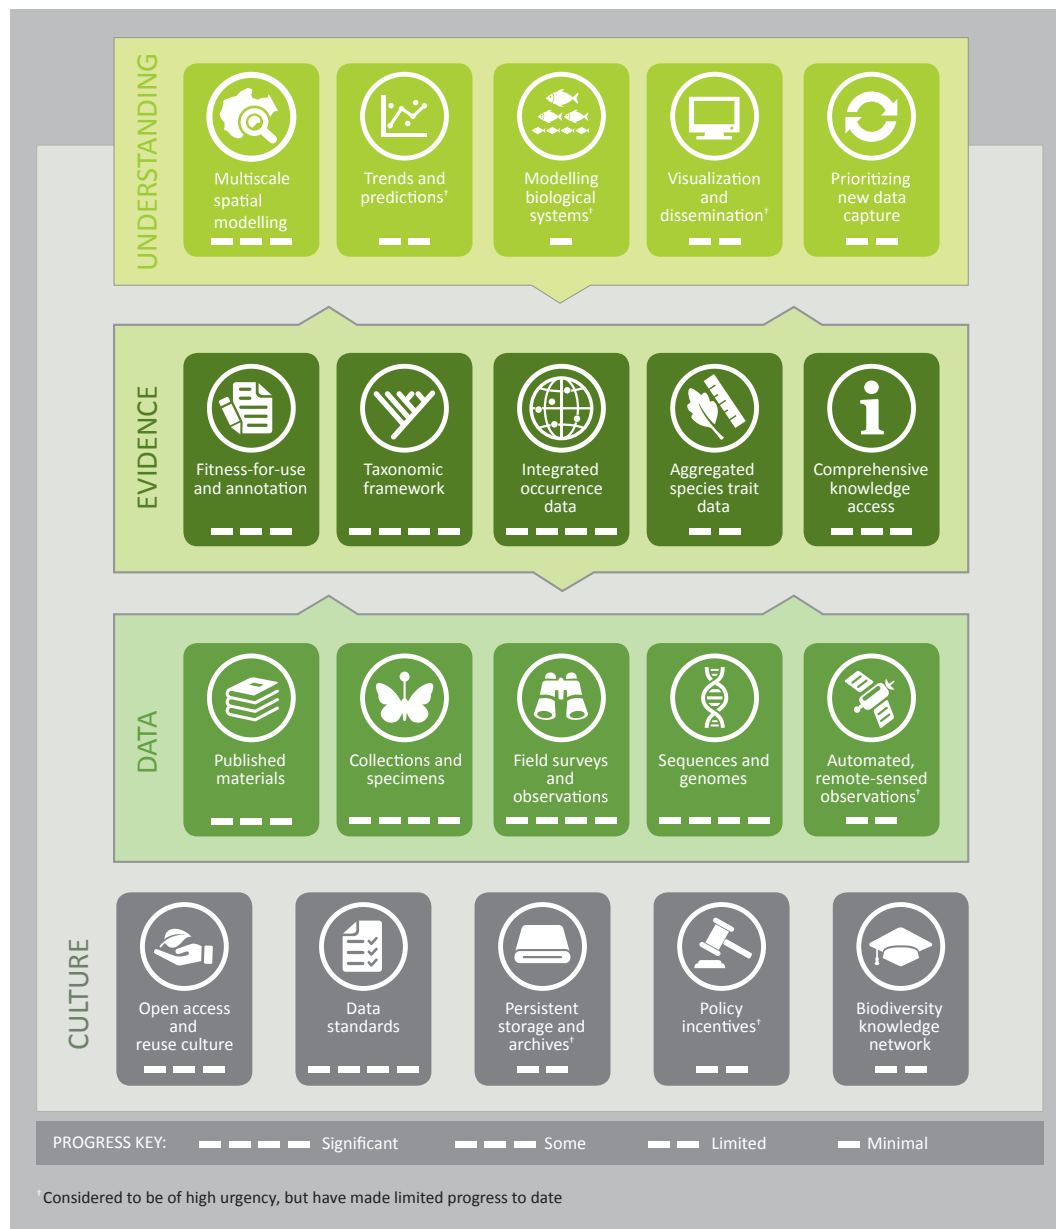 UNDERSTANDING
Multiscale
spatial
modelling
Trends and
predictions†
Modelling
biological
systems†
Visualization
and
dissemination†
Prioritizing
new data
capture
EVIDENCE
Fitness-for-use
and annotation
Taxonomic
framework
Integrated
occurrence
data
Aggregated
species trait
data
Comprehensive
knowledge
access
DATA
Published
materials
Collections and
specimens
Field surveys
and
observations
Sequences and
genomes
Automated,
remote-sensed
observations†
CULTURE
Open access
and
reuse culture
Data
standards
Persistent
storage and
archives†
Policy
incentives†
Biodiversity
knowledge
network
PROGRESS KEY: Significant Some Limited Minimal
†Considered to be of high urgency, but have made limited progress to date